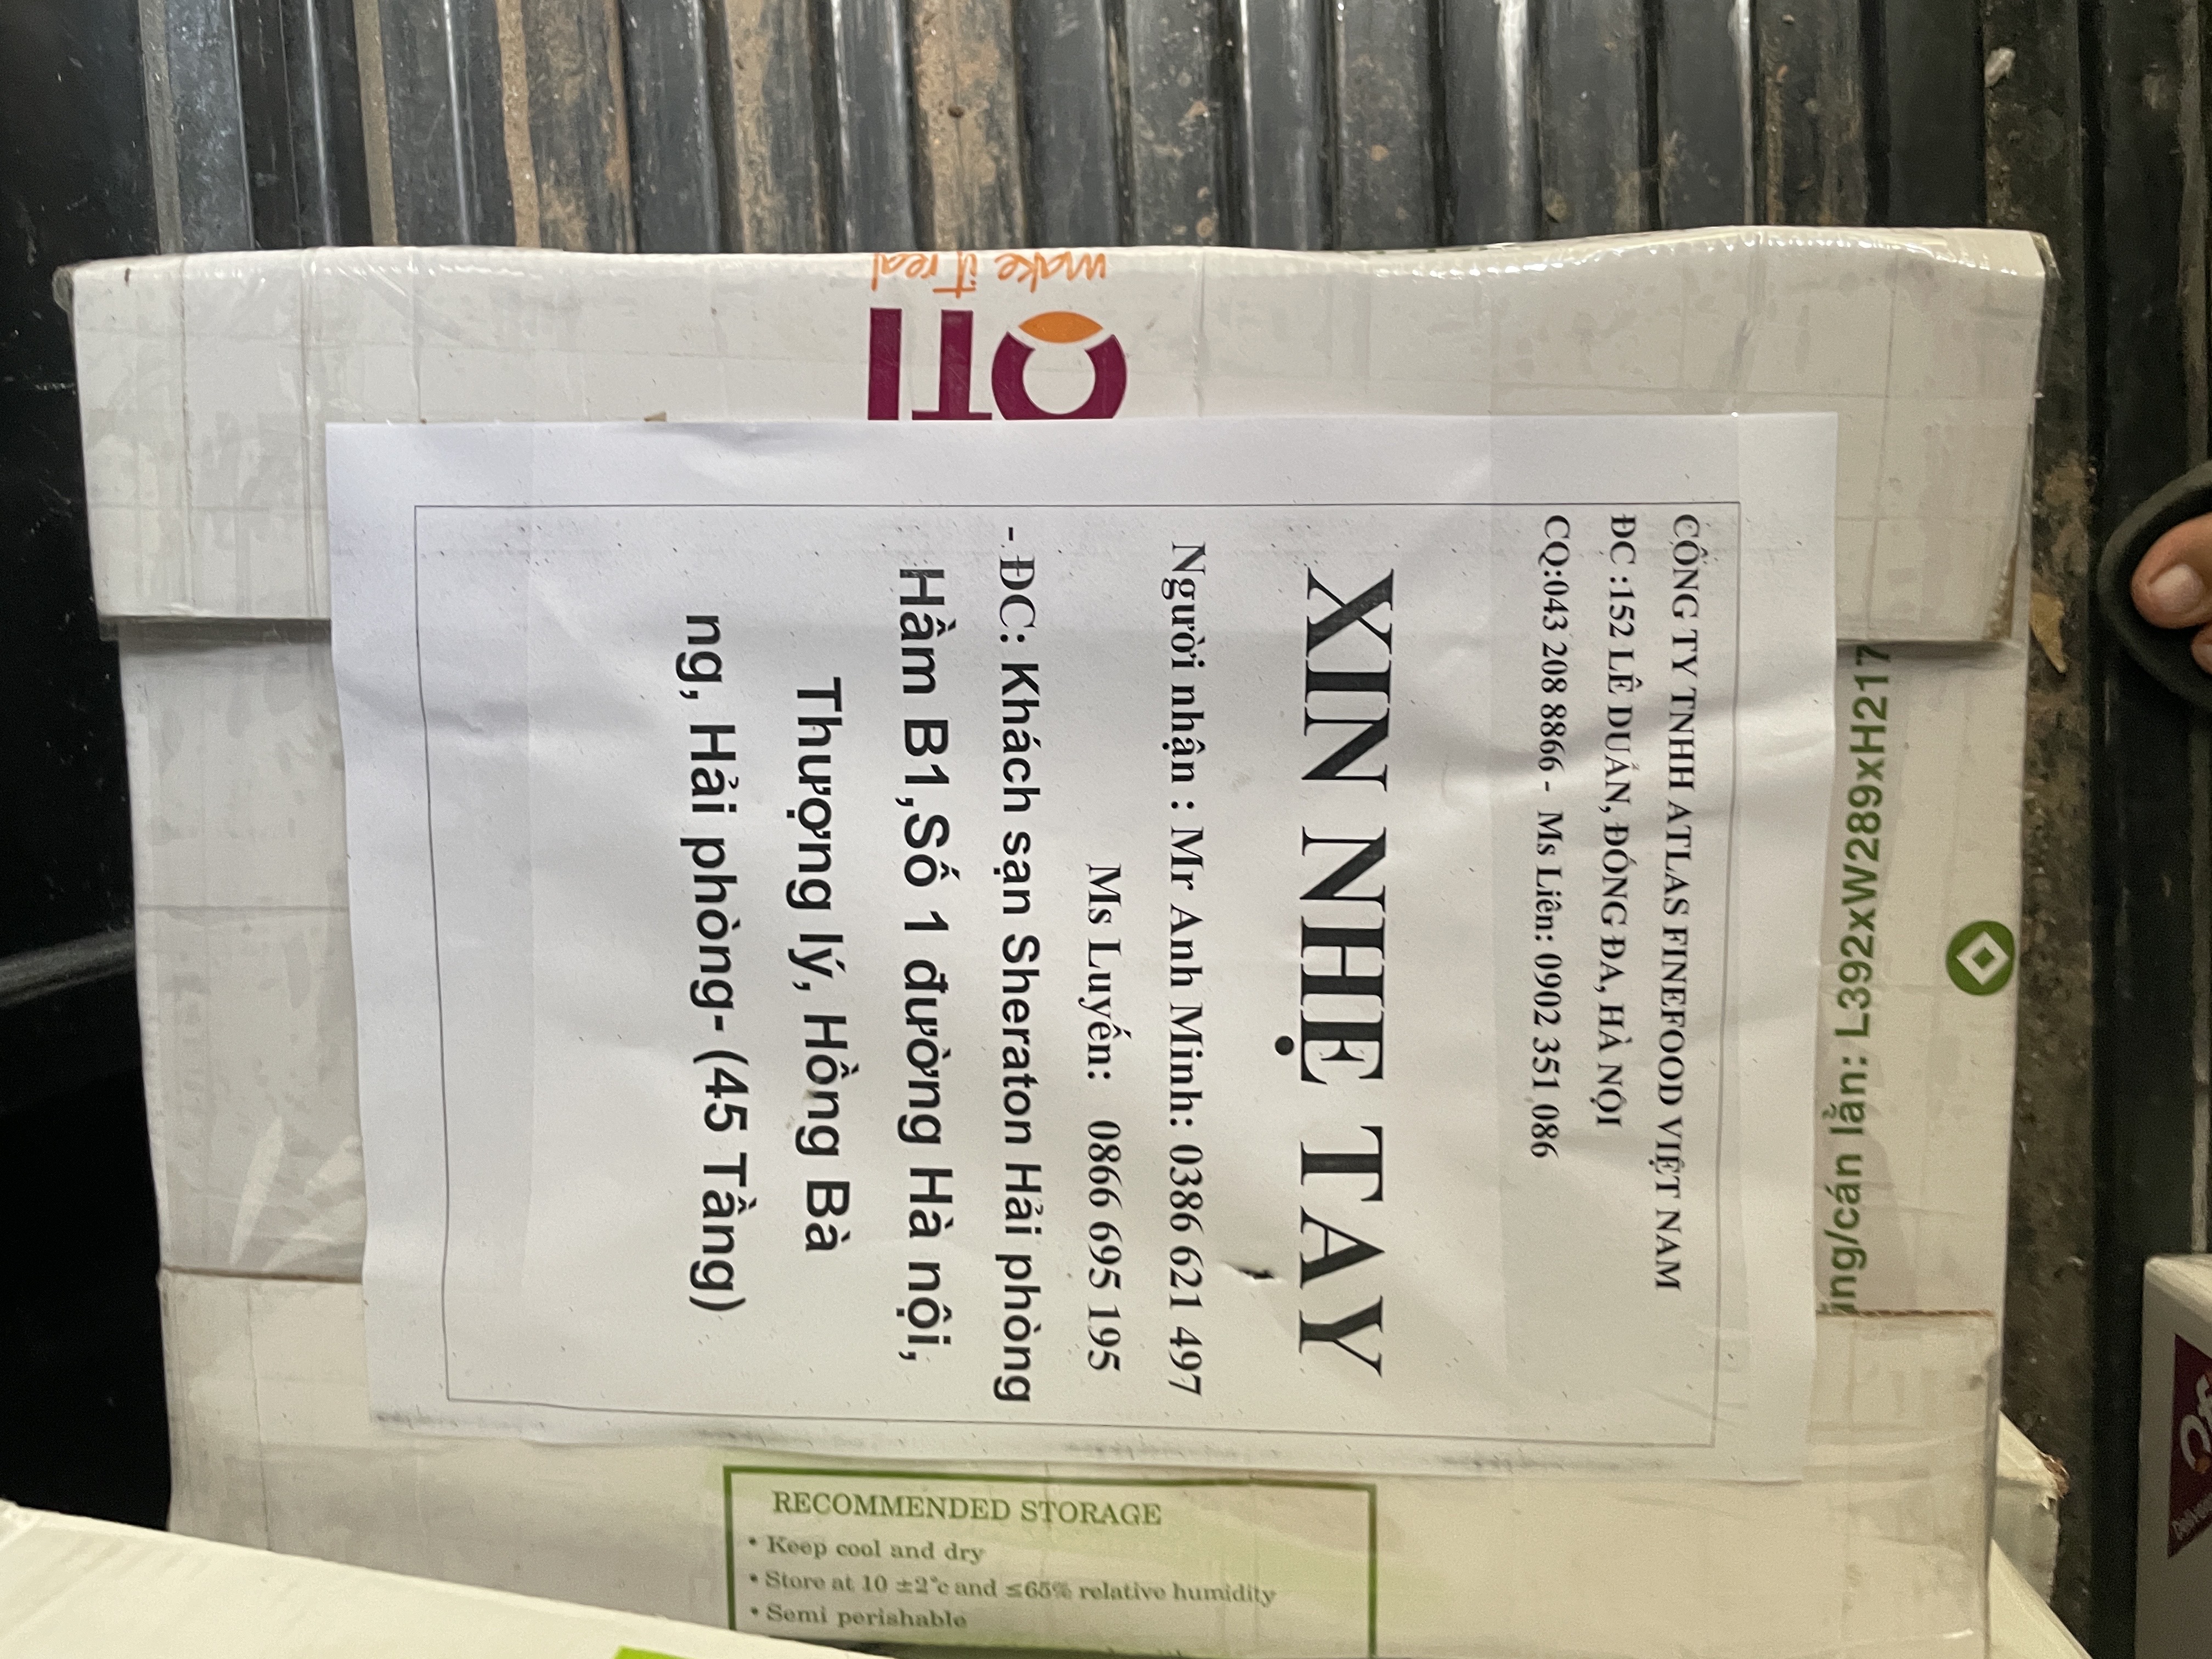 make it real
OTI
CÔNG TY TNHH ATLAS FINEFOOD VIỆT NAM
ĐC :152 LÊ DUẨN, ĐỐNG ĐA, HÀ NỘI
CQ:043 208 8866 - Ms Liên: 0902 351 086
XIN NHẸ TAY
Người nhận : Mr Anh Minh: 0386 621 497
Ms Luyến: 0866 695 195
- ĐC: Khách sạn Sheraton Hải phòng
Hầm B1,Số 1 đường Hà nội,
Thượng lý, Hồng Bà
ng, Hải phòng- (45 Tầng)
ing/cán lằn: L392xW289xH217
RECOMMENDED STORAGE
• Keep cool and dry
• Store at 10 ±2°c and ≤65% relative humidity
• Semi perishable